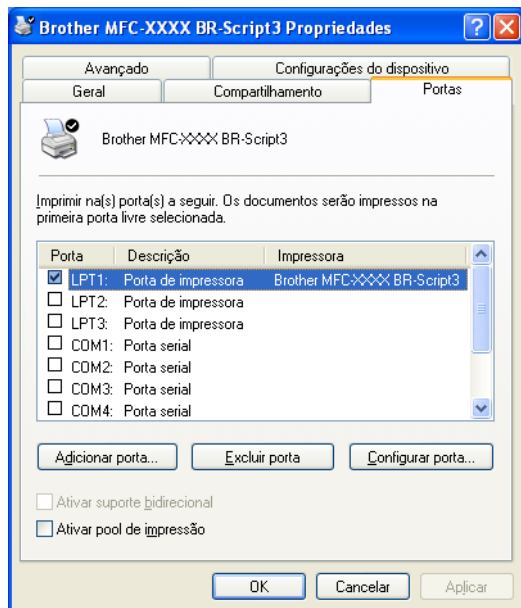 Brother MFC-XXXX BR-Script3 Propriedades
Avançado Configurações do dispositivo
Geral Compartilhamento Portas
Brother MFC-XXXX BR-Script3
Imprimir na(s) porta(s) a seguir. Os documentos serão impressos na
primeira porta livre selecionada.
Porta Descrição Impressora
LPT1: Porta de impressora Brother MFC-XXXX BR-Script3
LPT2: Porta de impressora
LPT3: Porta de impressora
COM1: Porta serial
COM2: Porta serial
COM3: Porta serial
COM4: Porta serial
Adicionar porta... Excluir porta Configurar porta...
Ativar suporte bidirecional
Ativar pool de impressão
OK Cancelar Aplicar